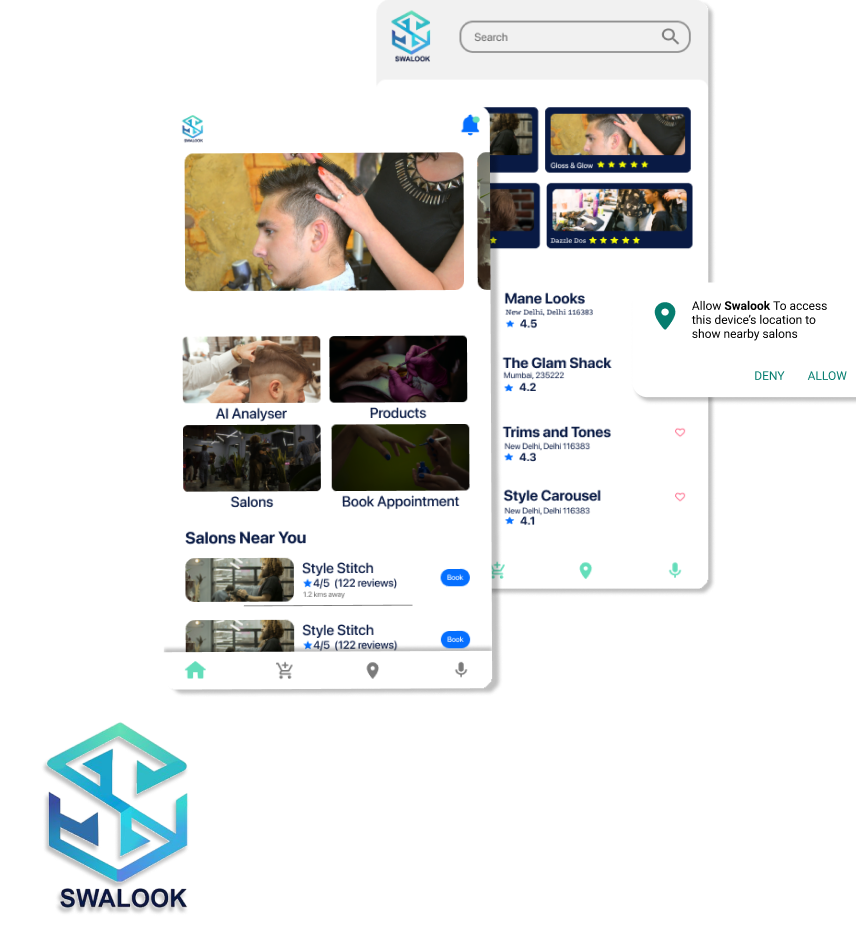 SWALOOK
Search
Gloss & Glow
Dazzle Dos
Mane Looks
New Delhi, Delhi 116383
4.5
The Glam Shack
Mumbai, 235222
4.2
Trims and Tones
New Delhi, Delhi 116383
4.3
Style Carousel
New Delhi, Delhi 116383
4.1
Allow Swalook To access
this device's location to
show nearby salons
DENY ALLOW
SWALOOK
AI Analyser
Products
Salons
Book Appointment
Salons Near You
Style Stitch
4/5 (122 reviews)
1.2 kms away
Book
Style Stitch
4/5 (122 reviews)
Book
SWALOOK